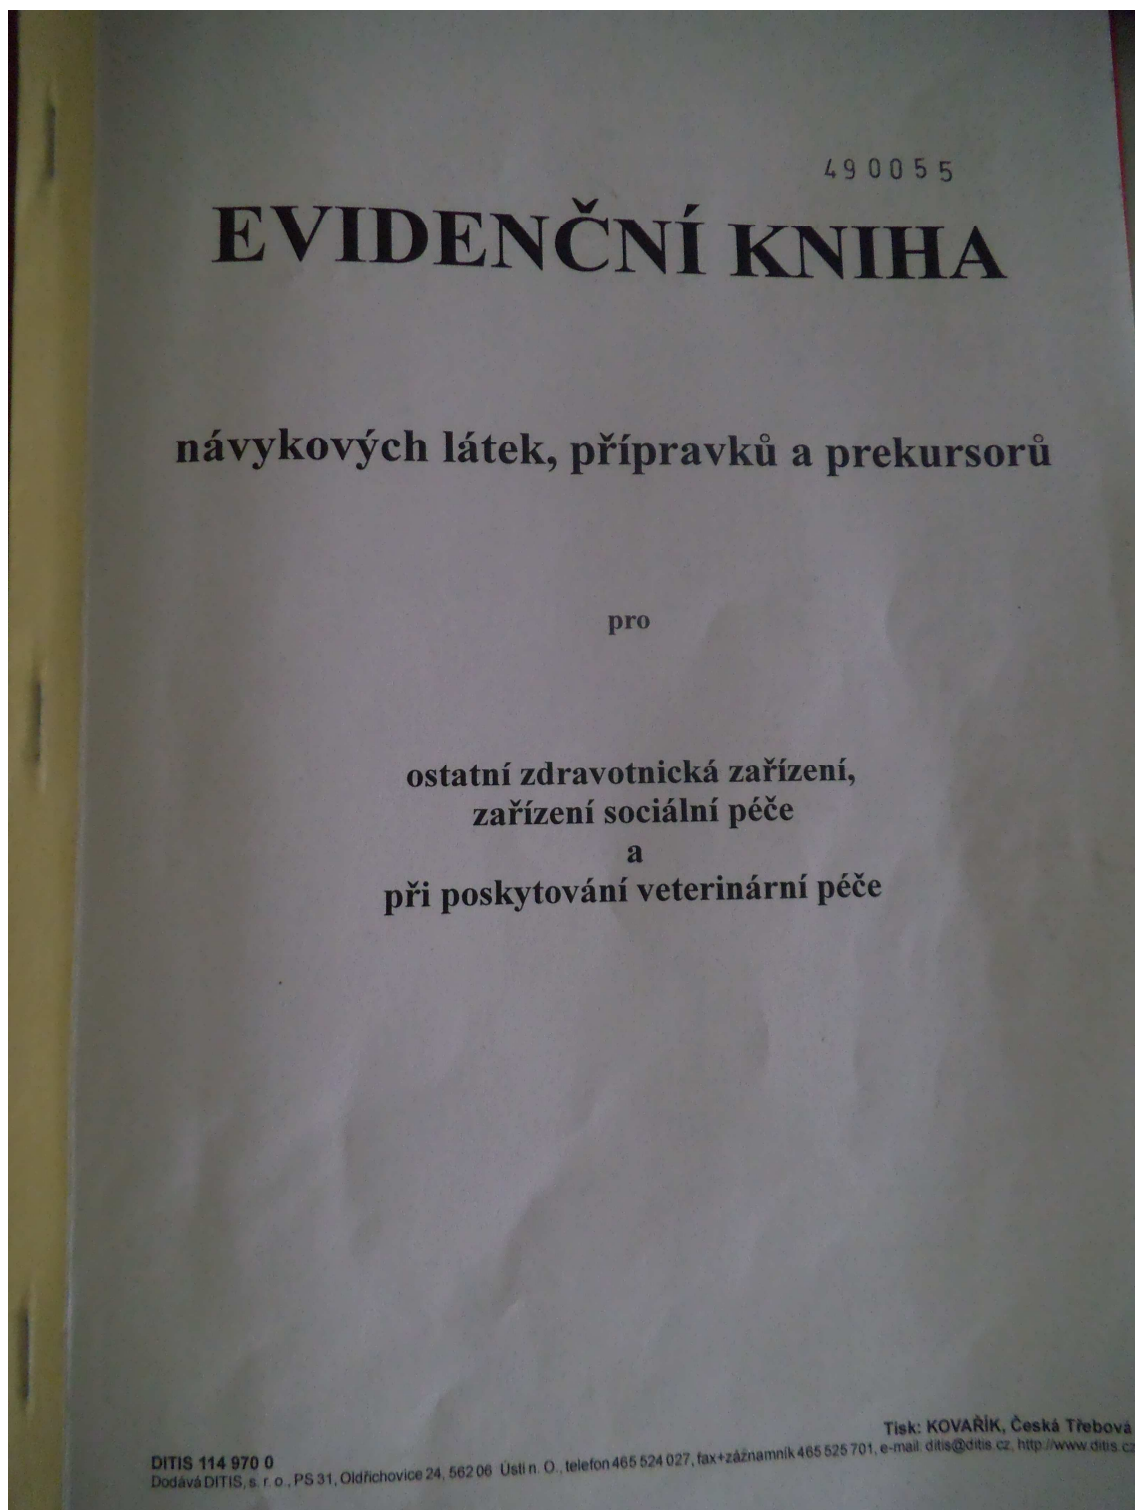 490055
EVIDENČNÍ KNIHA
návykových látek, přípravků a prekursorů
pro
ostatní zdravotnická zařízení,
zařízení sociální péče
a
při poskytování veterinární péče
Tisk: KOVAŘÍK, Česká Třebová
DITIS 114 970 0
Dodává DITIS, s. r. o., PS 31, Oldřichovice 24, 562 06 Ústí n. O., telefon 465 524 027, fax+záznamník 465 525 701, e-mail: ditis@ditis.cz, http://www.ditis.cz